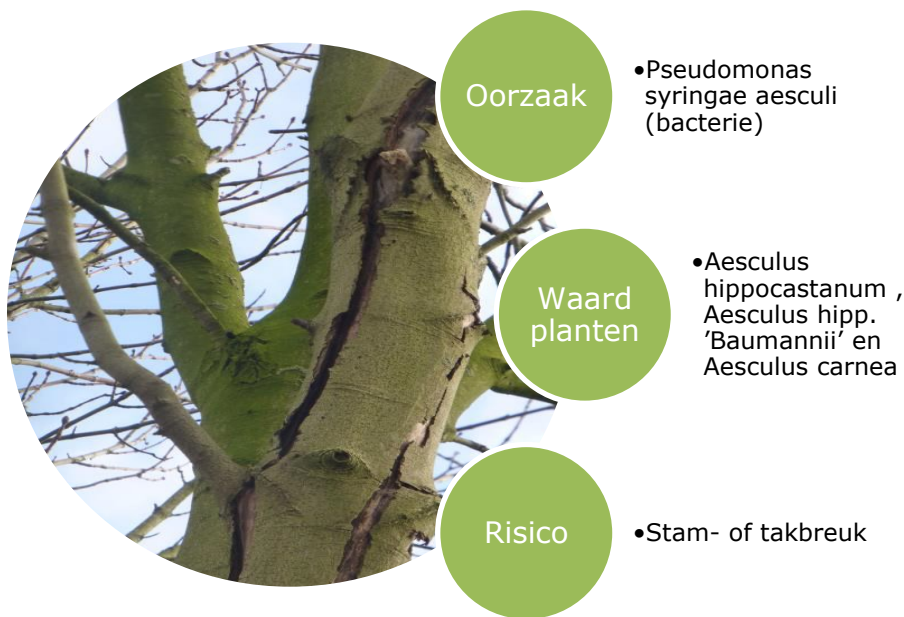 Oorzaak
•Pseudomonas
syringae aesculi
(bacterie)
Waard
planten
•Aesculus
hippocastanum ,
Aesculus hipp.
’Baumannii’ en
Aesculus carnea
Risico
•Stam- of takbreuk